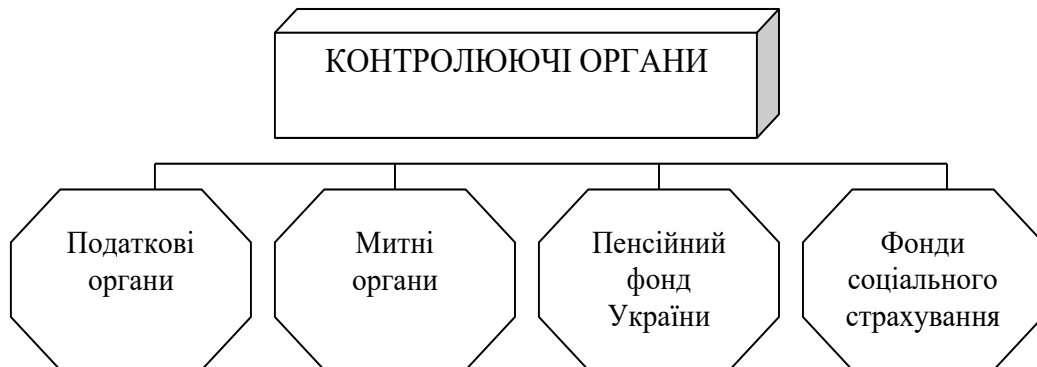 КОНТРОЛЮЮЧІ ОРГАНИ
Податкові
органи
Митні
органи
Пенсійний
фонд
України
Фонди
соціального
страхування